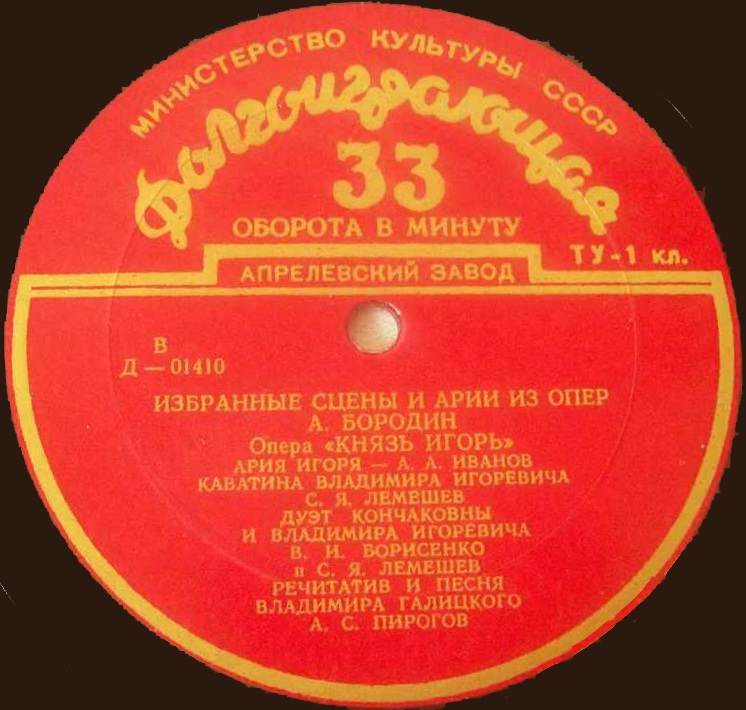 МИНИСТЕРСТВО КУЛЬТУРЫ СССР
Долгоиграющая
33
ОБОРОТА В МИНУТУ
ТУ-1 кл.
АПРЕЛЕВСКИЙ ЗАВОД
В
Д — 01410
ИЗБРАННЫЕ СЦЕНЫ И АРИИ ИЗ ОПЕР
А. БОРОДИН
Опера «КНЯЗЬ ИГОРЬ»
АРИЯ ИГОРЯ — А. А. ИВАНОВ
КАВАТИНА ВЛАДИМИРА ИГОРЕВИЧА
С. Я. ЛЕМЕШЕВ
ДУЭТ КОНЧАКОВНЫ
И ВЛАДИМИРА ИГОРЕВИЧА
В. И. БОРИСЕНКО
и С. Я. ЛЕМЕШЕВ
РЕЧИТАТИВ И ПЕСНЯ
ВЛАДИМИРА ГАЛИЦКОГО
А. С. ПИРОГОВ